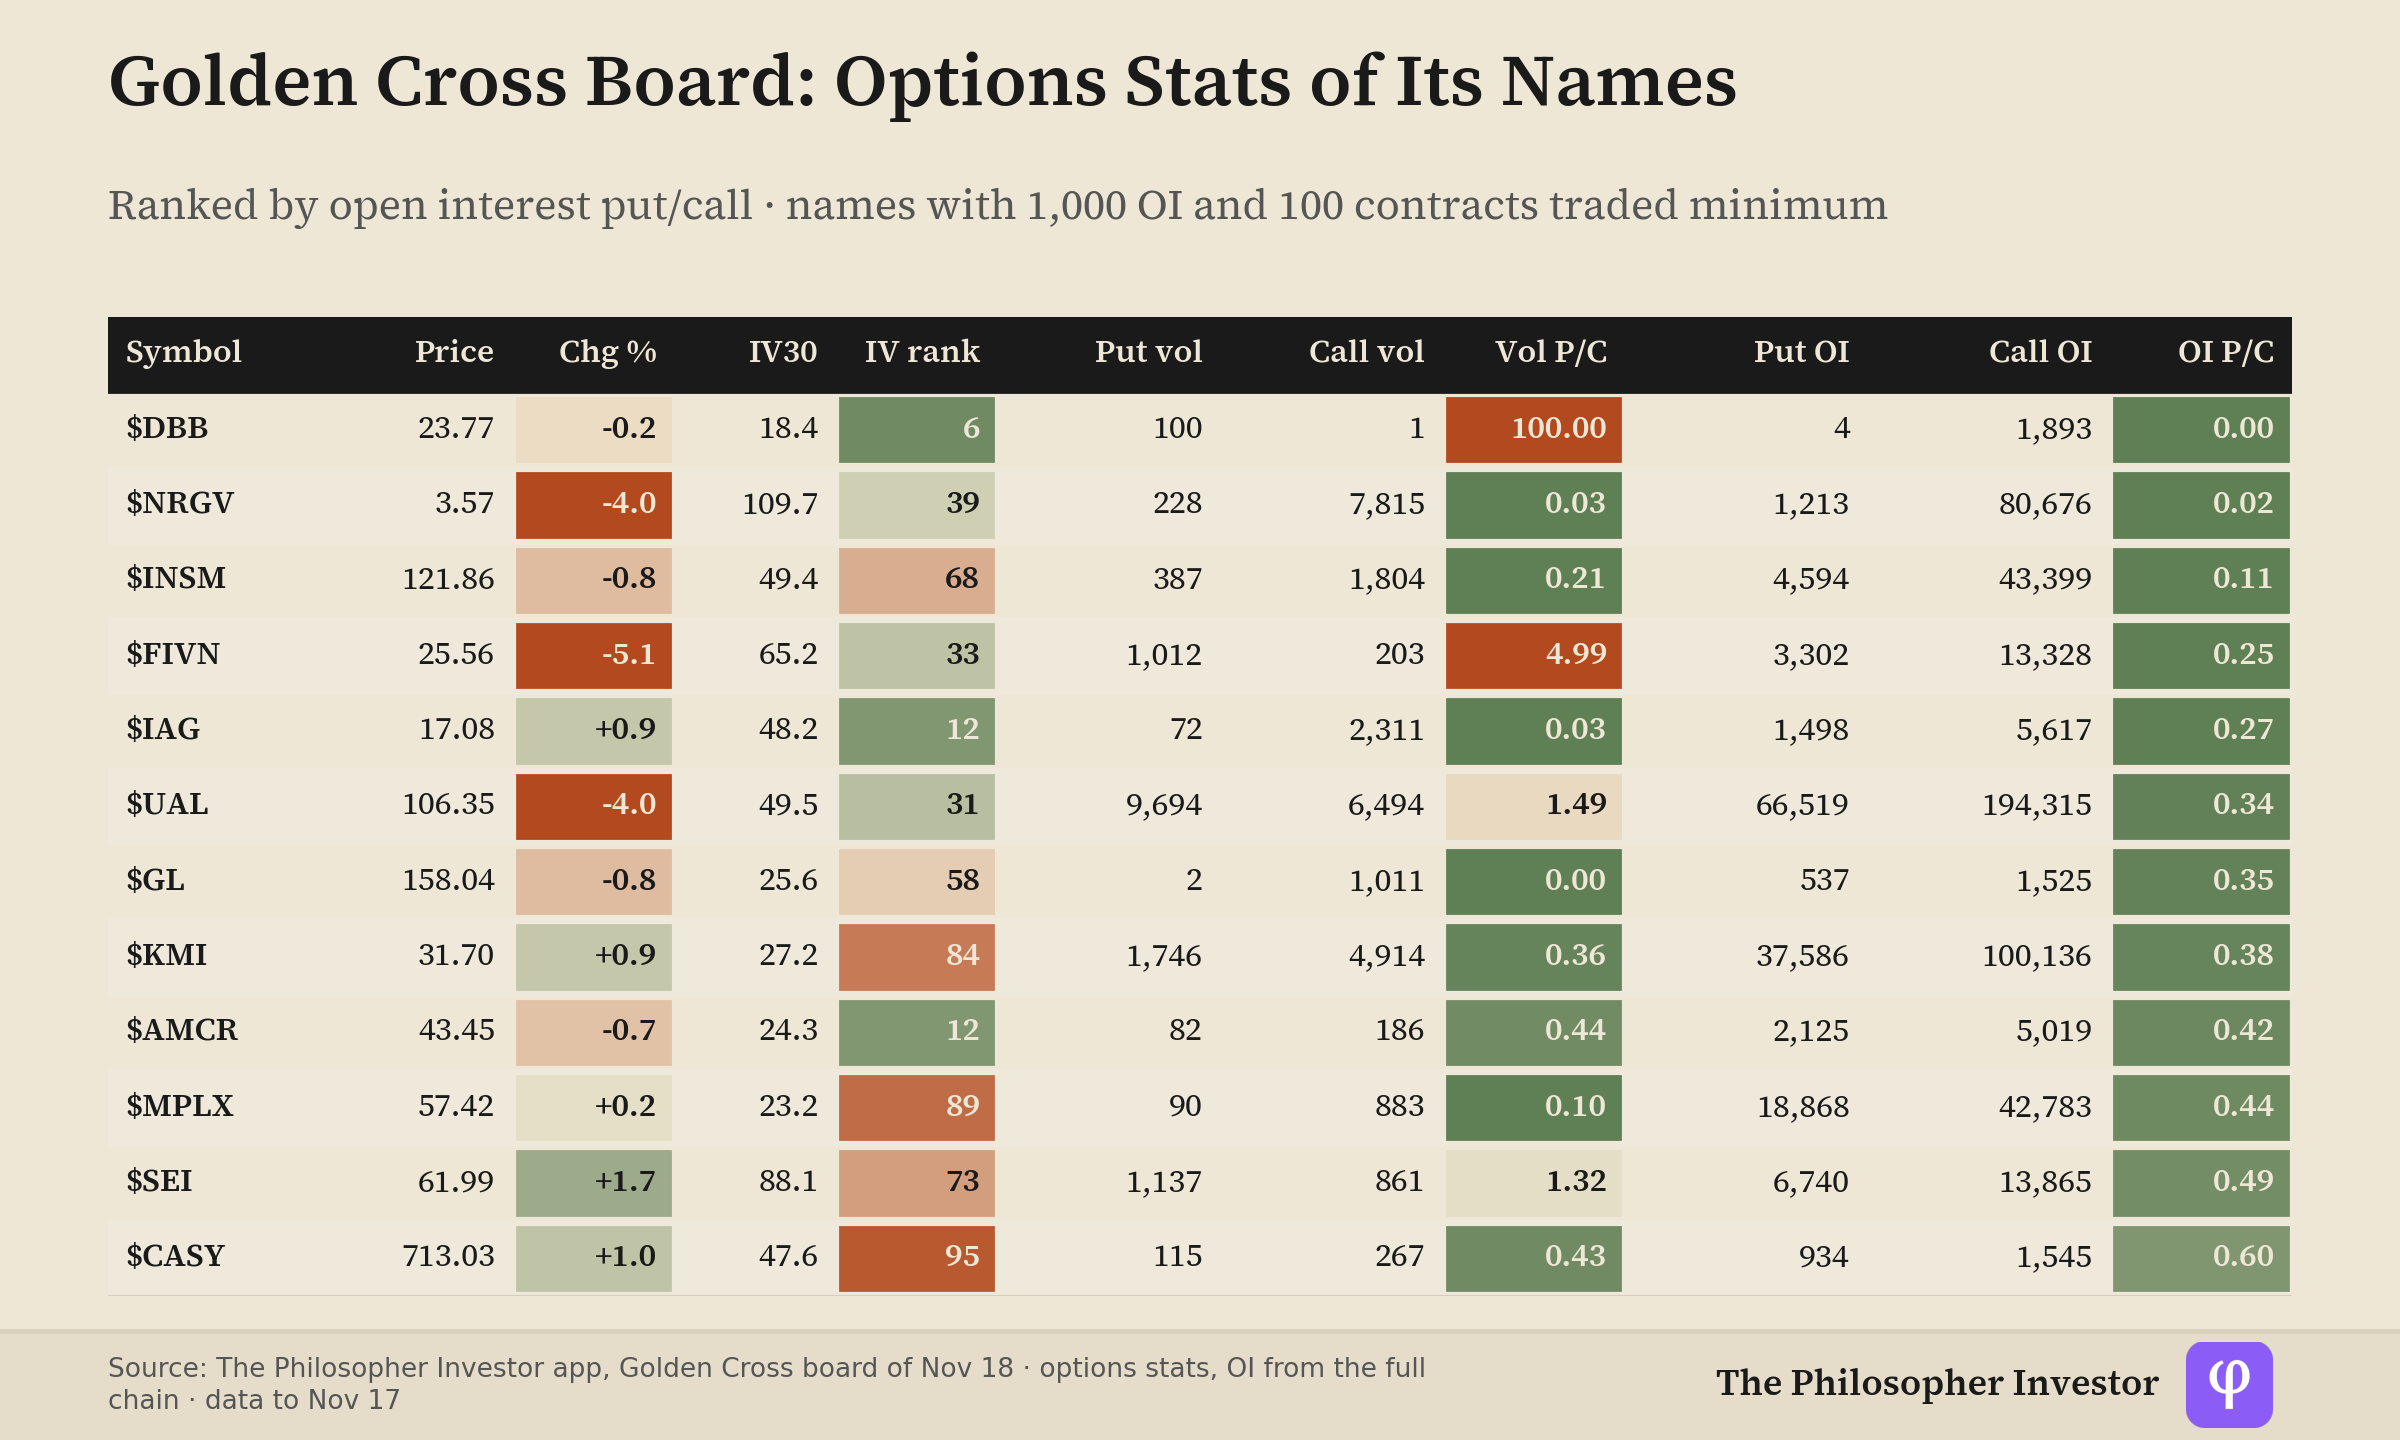 Golden Cross Board: Options Stats of Its Names
Ranked by open interest put/call · names with 1,000 OI and 100 contracts traded minimum
Symbol Price Chg % IV30 IV rank Put vol Call vol Vol P/C Put OI Call OI OI P/C
$DBB 23.77 -0.2 18.4 6 100 1 100.00 4 1,893 0.00
$NRGV 3.57 -4.0 109.7 39 228 7,815 0.03 1,213 80,676 0.02
$INSM 121.86 -0.8 49.4 68 387 1,804 0.21 4,594 43,399 0.11
$FIVN 25.56 -5.1 65.2 33 1,012 203 4.99 3,302 13,328 0.25
$IAG 17.08 +0.9 48.2 12 72 2,311 0.03 1,498 5,617 0.27
$UAL 106.35 -4.0 49.5 31 9,694 6,494 1.49 66,519 194,315 0.34
$GL 158.04 -0.8 25.6 58 2 1,011 0.00 537 1,525 0.35
$KMI 31.70 +0.9 27.2 84 1,746 4,914 0.36 37,586 100,136 0.38
$AMCR 43.45 -0.7 24.3 12 82 186 0.44 2,125 5,019 0.42
$MPLX 57.42 +0.2 23.2 89 90 883 0.10 18,868 42,783 0.44
$SEI 61.99 +1.7 88.1 73 1,137 861 1.32 6,740 13,865 0.49
$CASY 713.03 +1.0 47.6 95 115 267 0.43 934 1,545 0.60
Source: The Philosopher Investor app, Golden Cross board of Nov 18 · options stats, OI from the full
chain · data to Nov 17
The Philosopher Investor φ